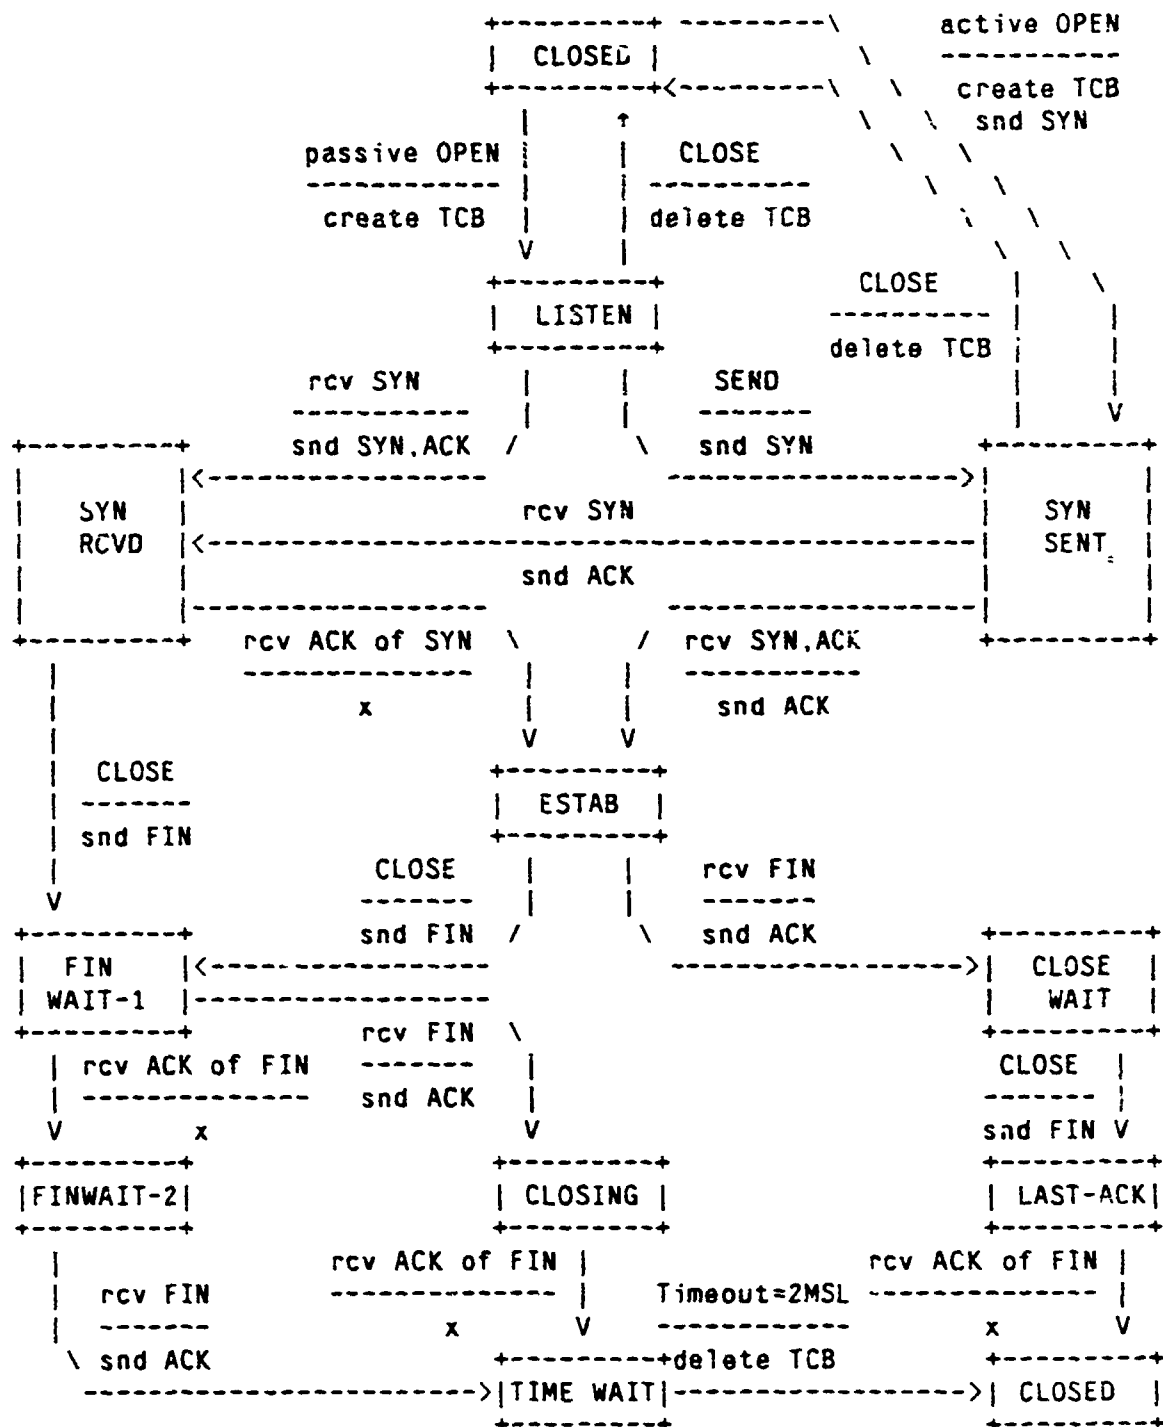 active OPEN
CLOSED
create TCB
snd SYN
passive OPEN
CLOSE
create TCB
delete TCB
LISTEN
CLOSE
delete TCB
rcv SYN
SEND
snd SYN,ACK
snd SYN
SYN
RCVD
rcv SYN
snd ACK
SYN
SENT
rcv ACK of SYN
rcv SYN,ACK
x
snd ACK
CLOSE
snd FIN
ESTAB
CLOSE
rcv FIN
snd FIN
snd ACK
FIN
WAIT-1
CLOSE
WAIT
rcv FIN
snd ACK
rcv ACK of FIN
x
CLOSE
snd FIN
FINWAIT-2
CLOSING
LAST-ACK
rcv ACK of FIN
x
rcv ACK of FIN
x
rcv FIN
snd ACK
Timeout=2MSL
delete TCB
TIME WAIT
CLOSED